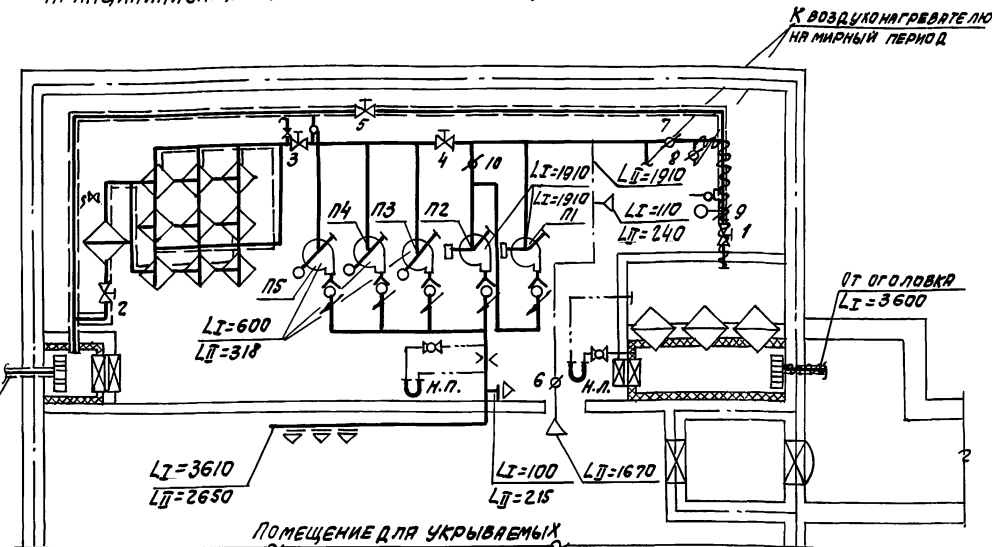 К ВОЗДУХОНАГРЕВАТЕЛЮ
НА МИРНЫЙ ПЕРИОД
5
3
4
10
7
8
LI=1910
LII=1910
LI=1910
П1
LI=110
LII=240
9
1
П4
П3
П2
П5
2
LI=600
LII=318
ОТ ОГОЛОВКА
LI=3600
Н.П.
6
Н.П.
LI=3610
LII=2650
LI=100
LII=215
LII=1670
2
ПОМЕЩЕНИЕ ДЛЯ УКРЫВАЕМЫХ